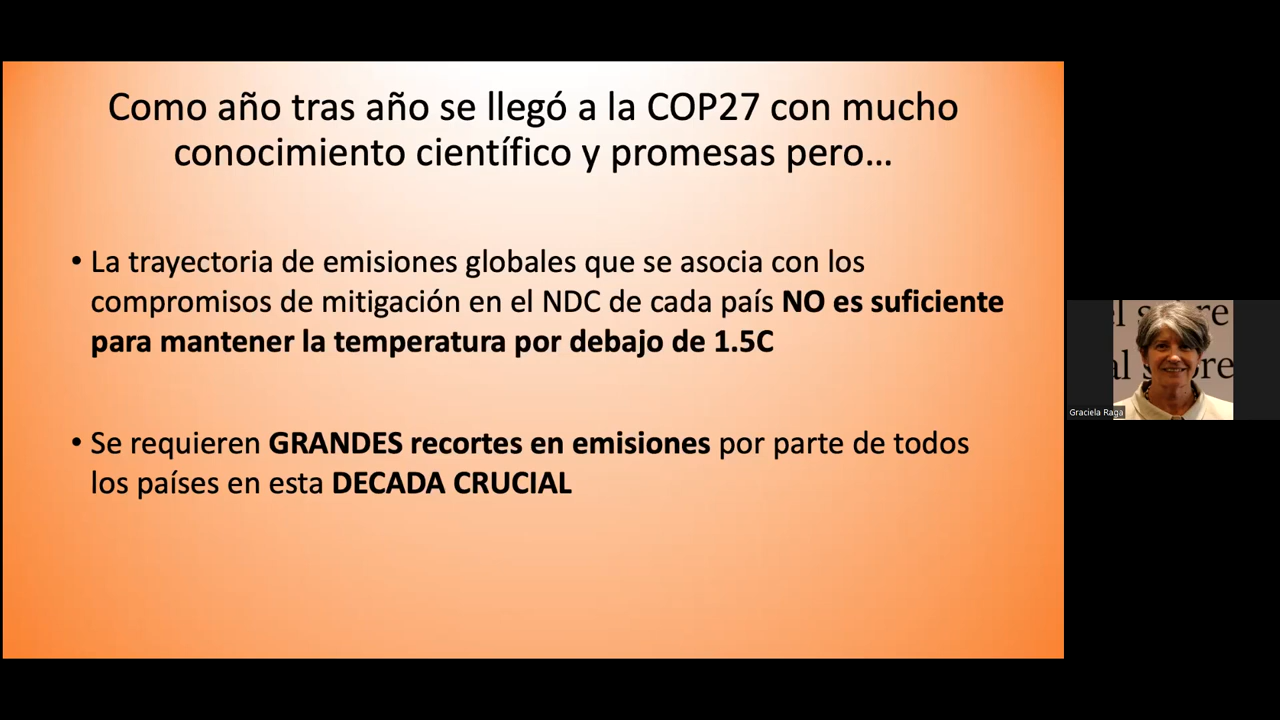 Como año tras año se llegó a la COP27 con mucho
conocimiento científico y promesas pero…
• La trayectoria de emisiones globales que se asocia con los
compromisos de mitigación en el NDC de cada país NO es suficiente
para mantener la temperatura por debajo de 1.5C
• Se requieren GRANDES recortes en emisiones por parte de todos
los países en esta DECADA CRUCIAL
Graciela Raga